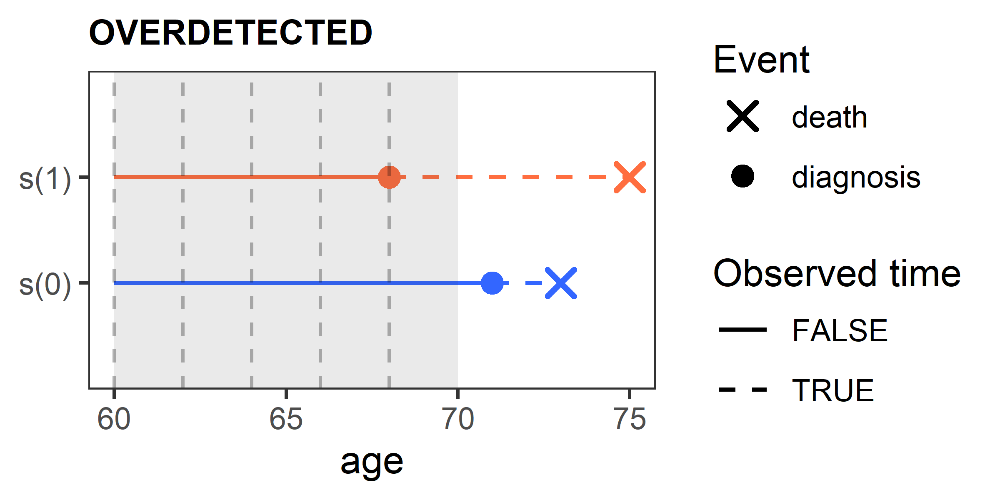 OVERDETECTED
s(1)
s(0)
60 65 70 75
age
Event
death
diagnosis
Observed time
FALSE
TRUE